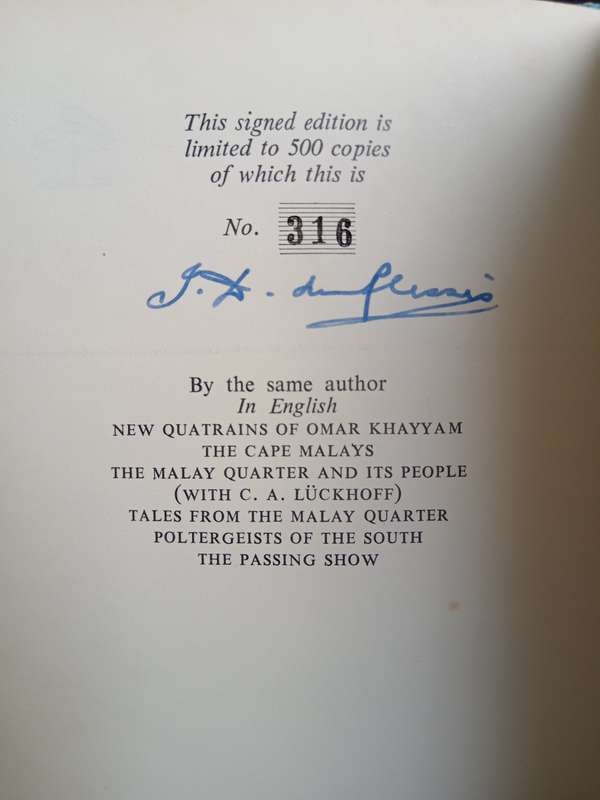 This signed edition is
limited to 500 copies
of which this is
No. 316
I. D. du Plessis
By the same author
In English
NEW QUATRAINS OF OMAR KHAYYAM
THE CAPE MALAYS
THE MALAY QUARTER AND ITS PEOPLE
(WITH C. A. LÜCKHOFF)
TALES FROM THE MALAY QUARTER
POLTERGEISTS OF THE SOUTH
THE PASSING SHOW